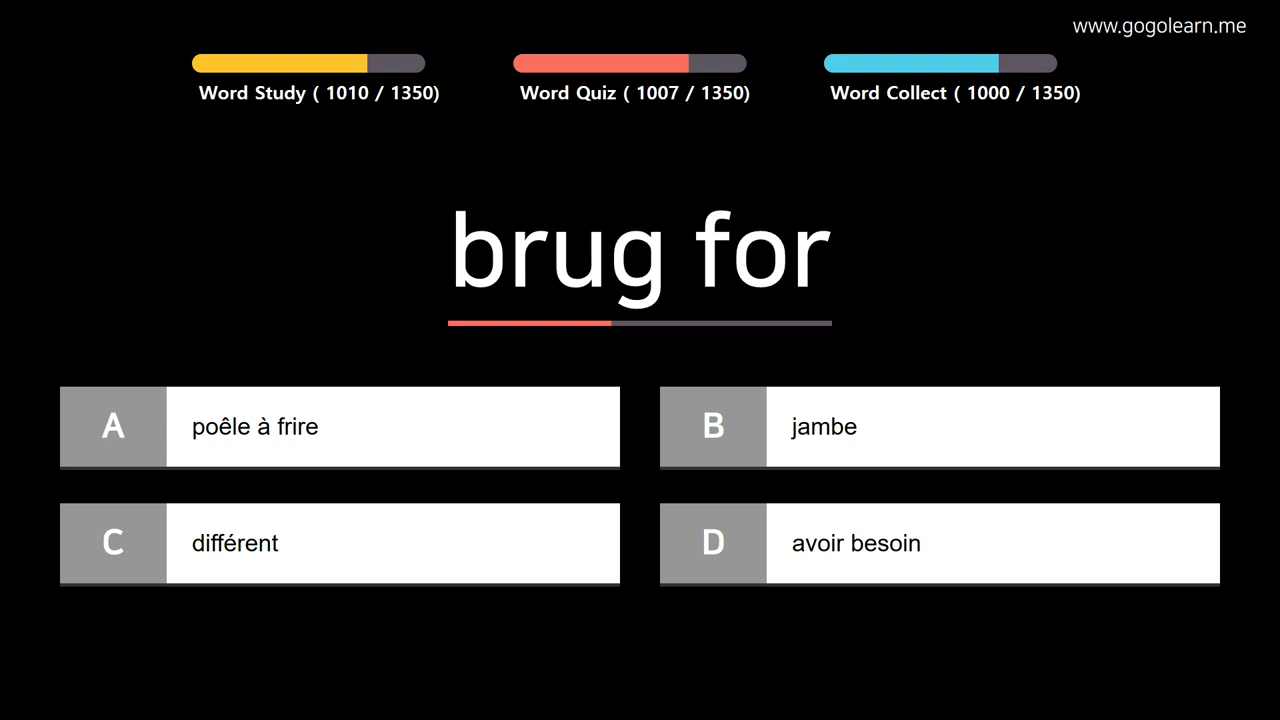 www.gogolearn.me
Word Study ( 1010 / 1350)
Word Quiz ( 1007 / 1350)
Word Collect ( 1000 / 1350)
brug for
A poêle à frire
B jambe
C différent
D avoir besoin